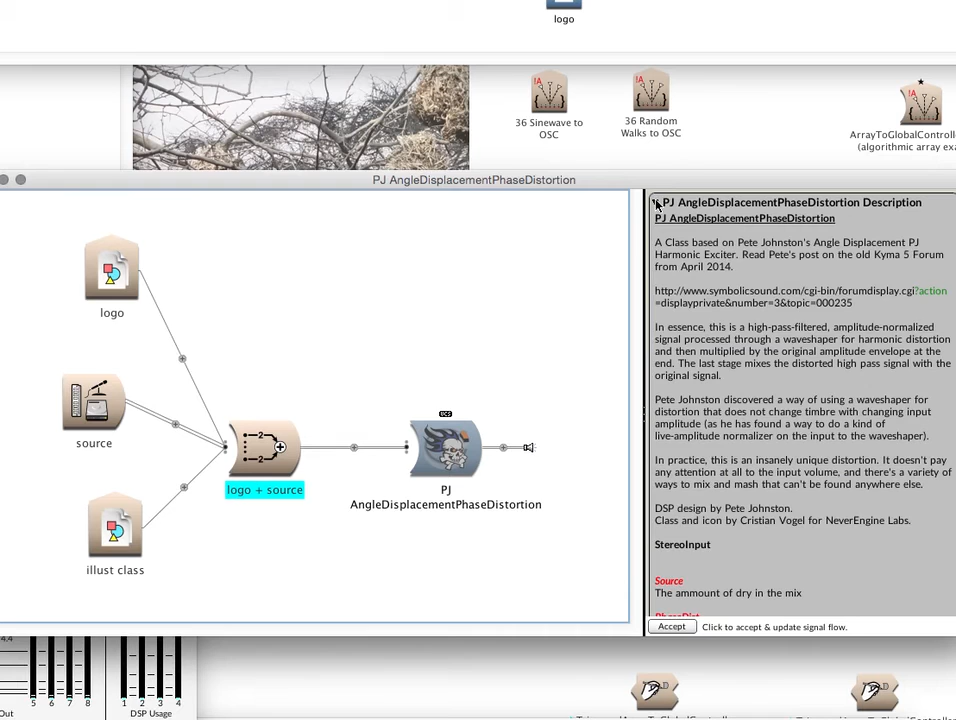 logo
36 Sinewave to
OSC
36 Random
Walks to OSC
(algorithmic array
PJ AngleDisplacementPhaseDistortion
logo
source
logo + source
PJ
AngleDisplacementPhaseDistortion
illust class
PJ AngleDisplacementPhaseDistortion Description
PJ AngleDisplacementPhaseDistortion
A Class based on Pete Johnston's Angle Displacement PJ
Harmonic Exciter. Read Pete's post on the old Kyma 5 Forum
from April 2014.
http://www.symbolicsound.com/cgi-bin/forumdisplay.cgi?action
=displayprivate&number=3&topic=000235
In essence, this is a high-pass-filtered, amplitude-normalized
signal processed through a waveshaper for harmonic distortion
and then multiplied by the original amplitude envelope at the
end. The last stage mixes the distorted high pass signal with the
original signal.
Pete Johnston discovered a way of using a waveshaper for
distortion that does not change timbre with changing input
amplitude (as he has found a way to do a kind of
live-amplitude normalizer on the input to the waveshaper).
In practice, this is an insanely unique distortion. It doesn't pay
any attention at all to the input volume, and there's a variety of
ways to mix and mash that can't be found anywhere else.
DSP design by Pete Johnston.
Class and icon by Cristian Vogel for NeverEngine Labs.
StereoInput
Source
The ammount of dry in the mix
Accept Click to accept & update signal flow.
5 6 7 8 1 2 3 4
Out DSP Usage